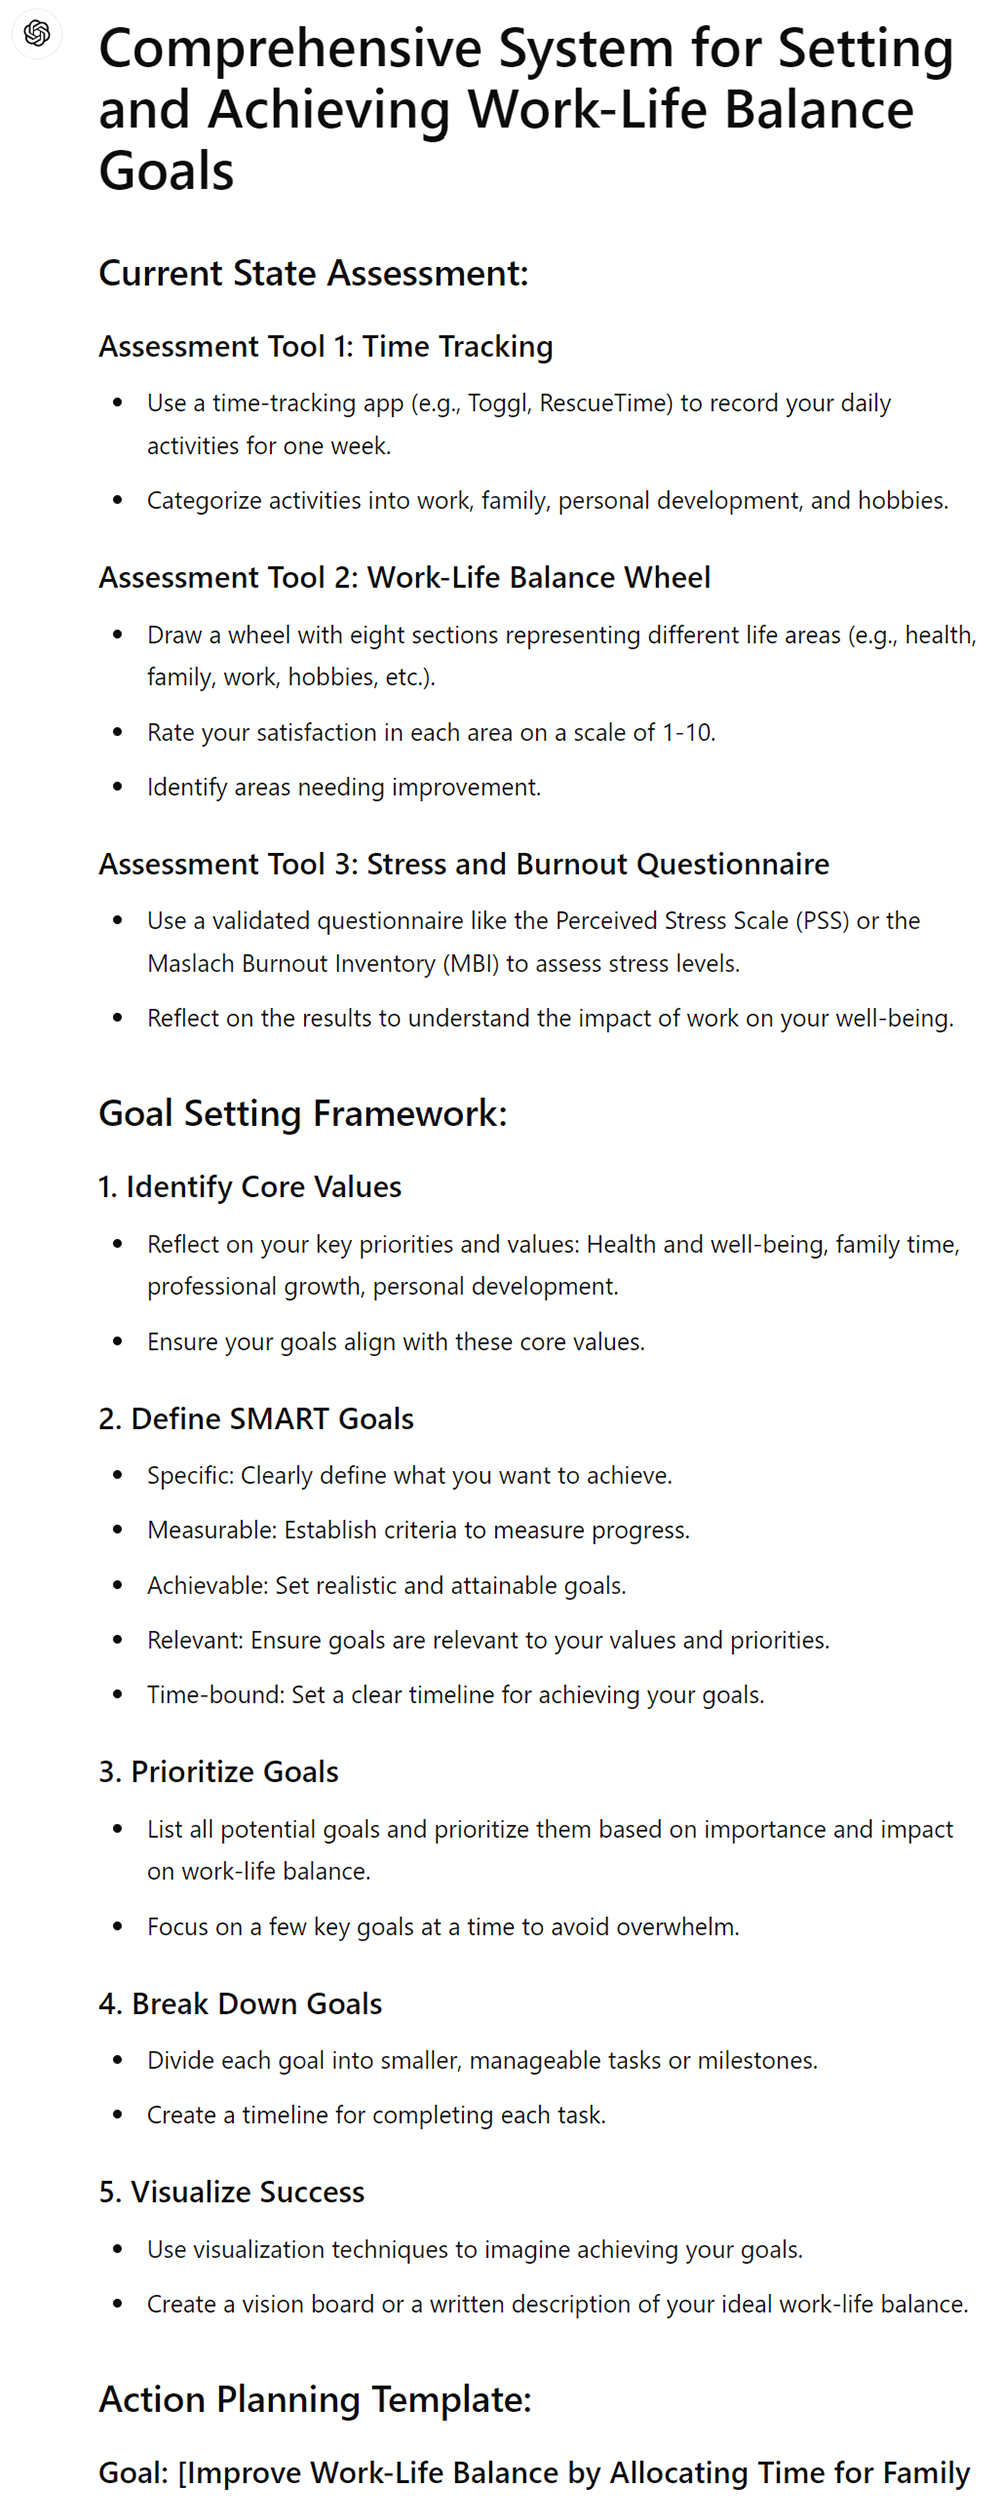 Comprehensive System for Setting
and Achieving Work-Life Balance
Goals
Current State Assessment:
Assessment Tool 1: Time Tracking
• Use a time-tracking app (e.g., Toggl, RescueTime) to record your daily
activities for one week.
• Categorize activities into work, family, personal development, and hobbies.
Assessment Tool 2: Work-Life Balance Wheel
• Draw a wheel with eight sections representing different life areas (e.g., health,
family, work, hobbies, etc.).
• Rate your satisfaction in each area on a scale of 1-10.
• Identify areas needing improvement.
Assessment Tool 3: Stress and Burnout Questionnaire
• Use a validated questionnaire like the Perceived Stress Scale (PSS) or the
Maslach Burnout Inventory (MBI) to assess stress levels.
• Reflect on the results to understand the impact of work on your well-being.
Goal Setting Framework:
1. Identify Core Values
• Reflect on your key priorities and values: Health and well-being, family time,
professional growth, personal development.
• Ensure your goals align with these core values.
2. Define SMART Goals
• Specific: Clearly define what you want to achieve.
• Measurable: Establish criteria to measure progress.
• Achievable: Set realistic and attainable goals.
• Relevant: Ensure goals are relevant to your values and priorities.
• Time-bound: Set a clear timeline for achieving your goals.
3. Prioritize Goals
• List all potential goals and prioritize them based on importance and impact
on work-life balance.
• Focus on a few key goals at a time to avoid overwhelm.
4. Break Down Goals
• Divide each goal into smaller, manageable tasks or milestones.
• Create a timeline for completing each task.
5. Visualize Success
• Use visualization techniques to imagine achieving your goals.
• Create a vision board or a written description of your ideal work-life balance.
Action Planning Template:
Goal: [Improve Work-Life Balance by Allocating Time for Family